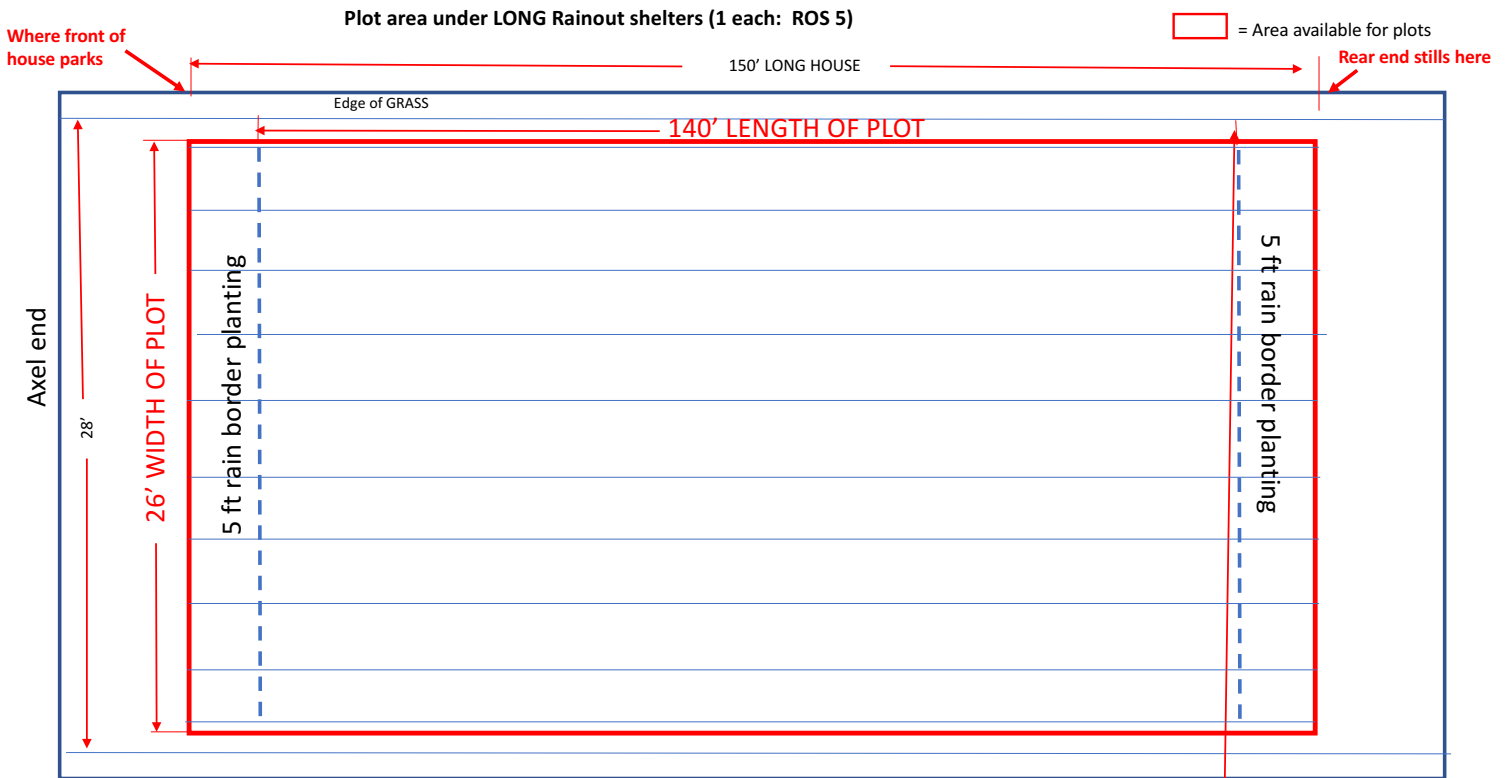 Plot area under LONG Rainout shelters (1 each:  ROS 5)
= Area available for plots
Where front of
house parks
150’ LONG HOUSE
Rear end stills here
Edge of GRASS
140’ LENGTH OF PLOT
Axel end
28’
26’ WIDTH OF PLOT
5 ft rain border planting
5 ft rain border planting